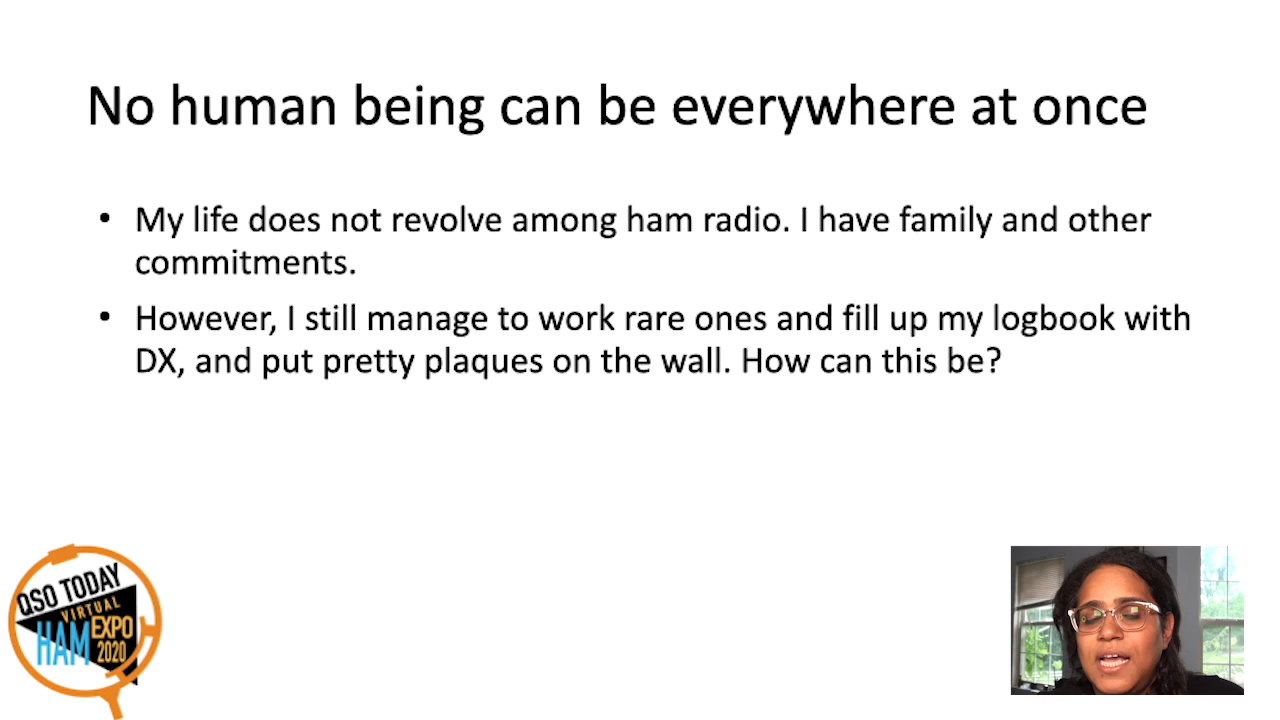 No human being can be everywhere at once
• My life does not revolve among ham radio. I have family and other
commitments.
• However, I still manage to work rare ones and fill up my logbook with
DX, and put pretty plaques on the wall. How can this be?
QSO TODAY
VIRTUAL
HAM EXPO
2020